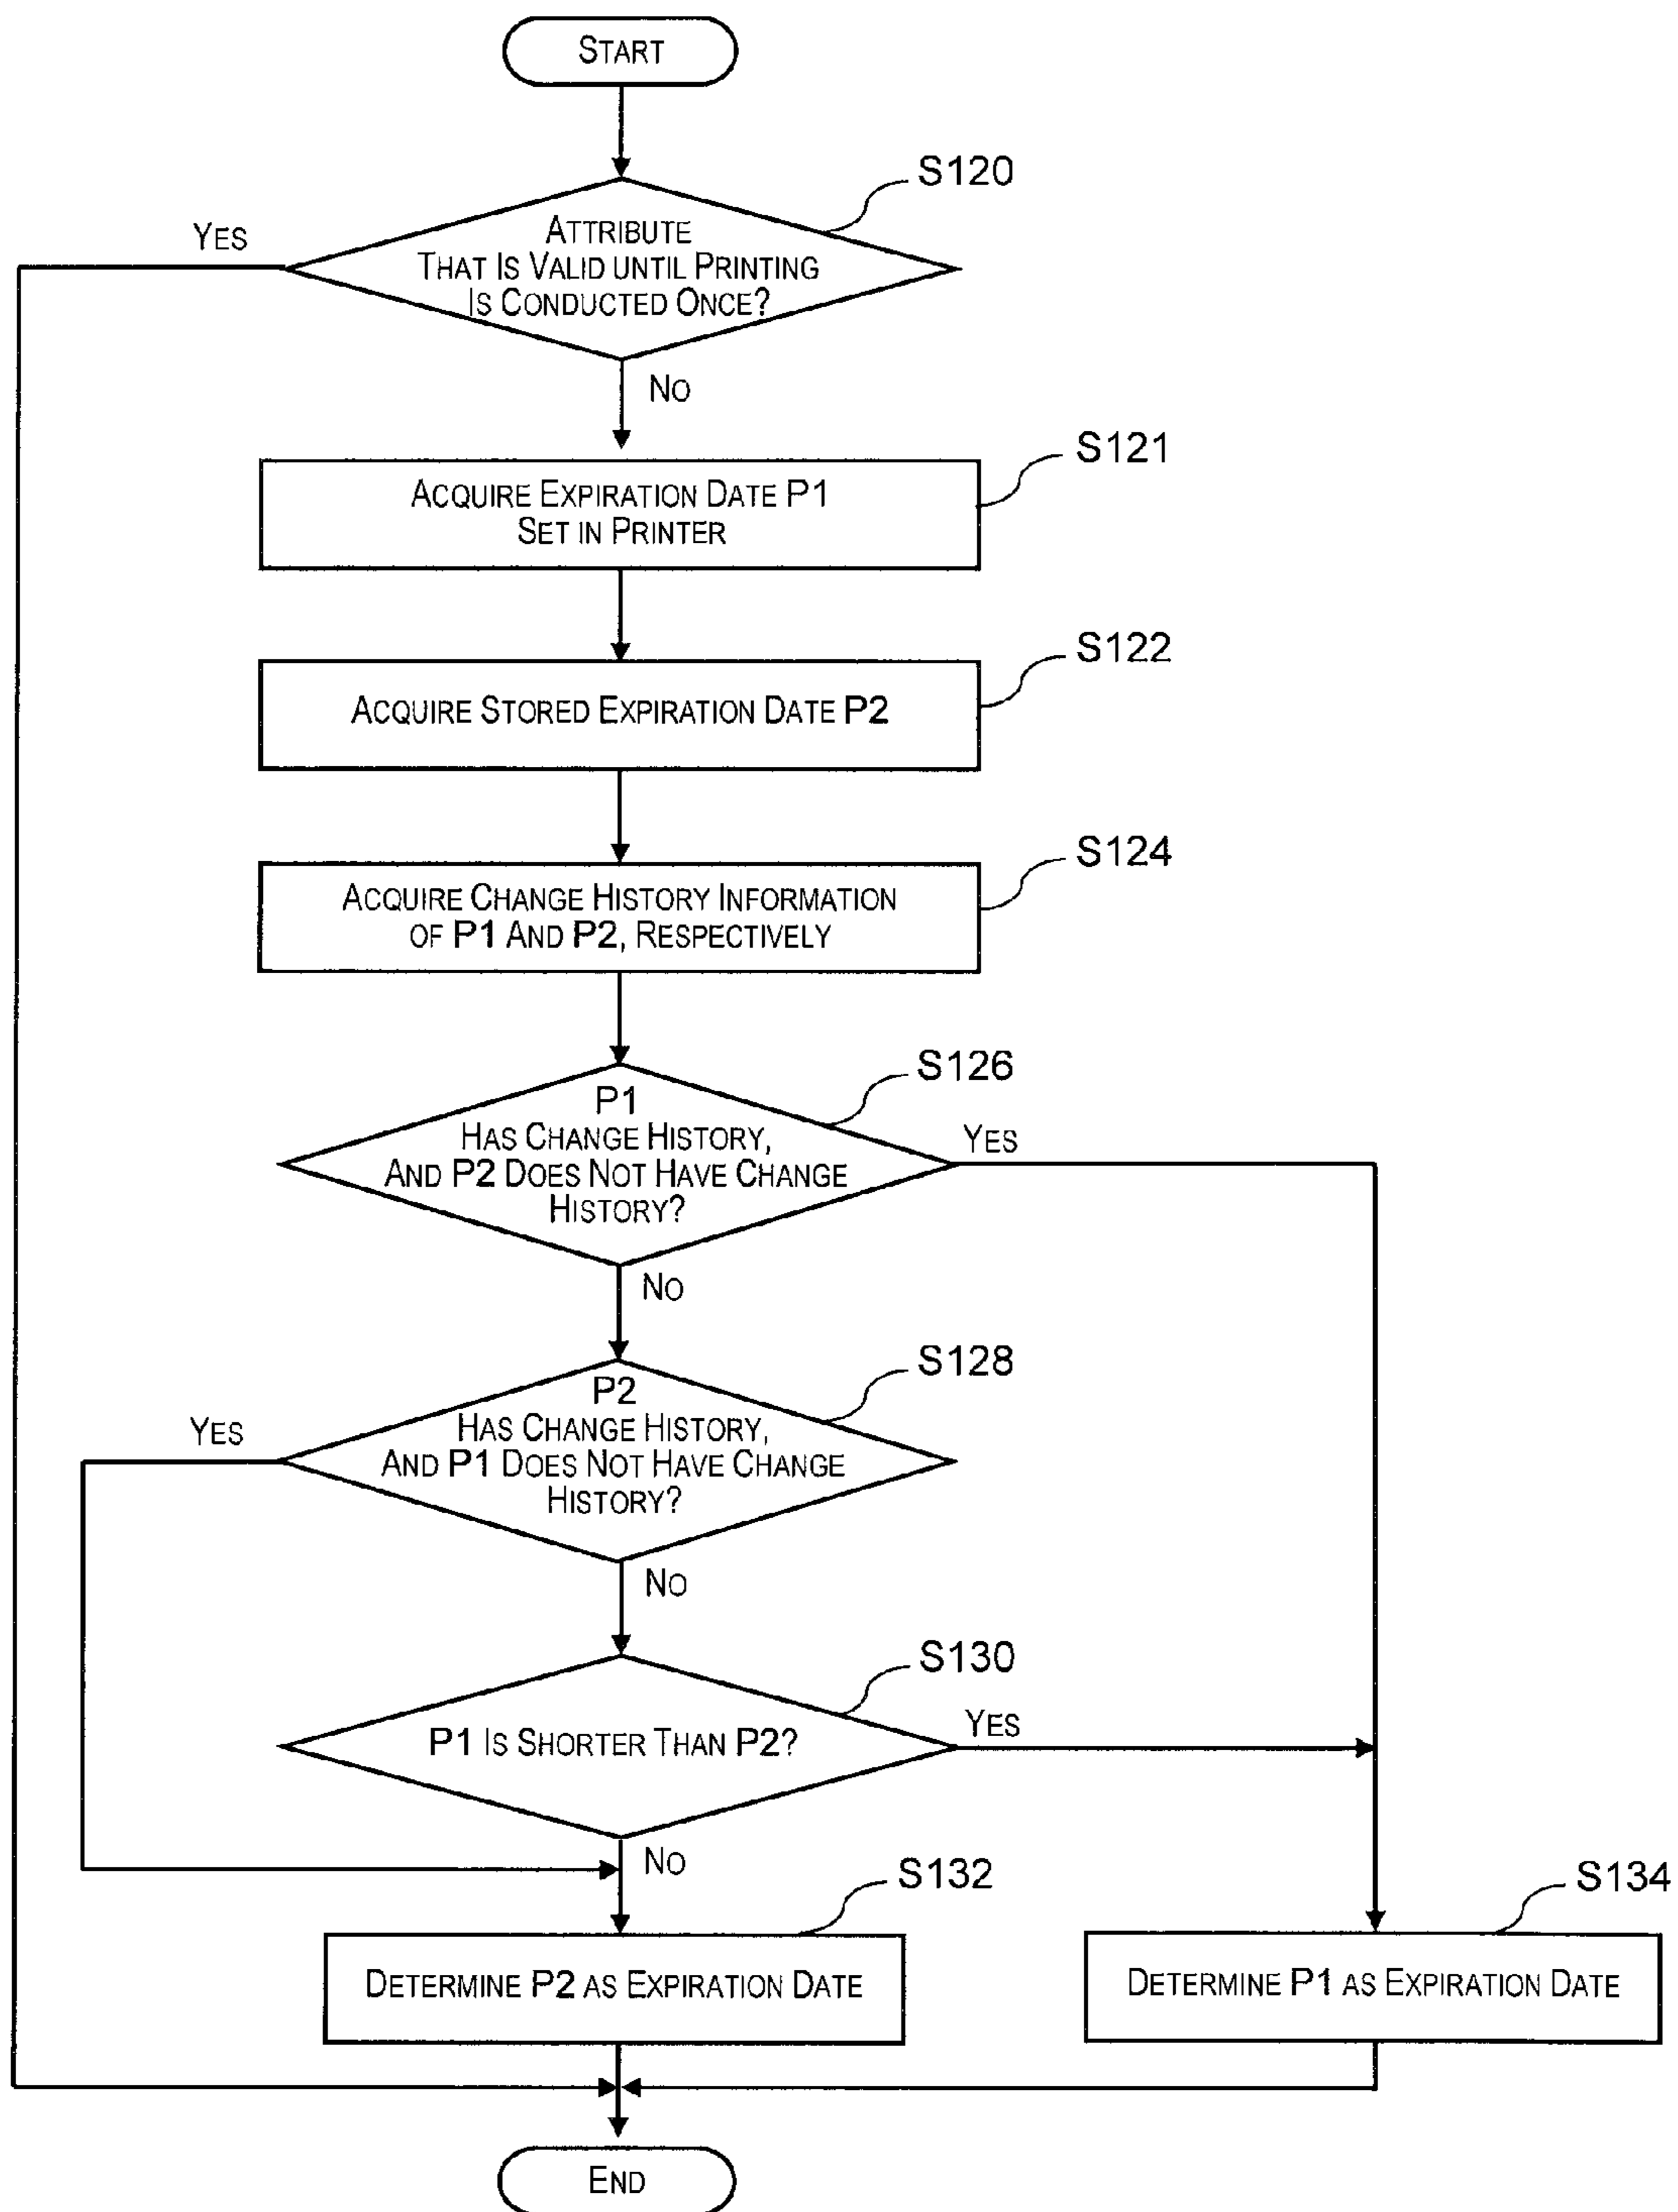 START
S120
YES
ATTRIBUTE
THAT IS VALID UNTIL PRINTING
IS CONDUCTED ONCE?
NO
S121
ACQUIRE EXPIRATION DATE P1
SET IN PRINTER
S122
ACQUIRE STORED EXPIRATION DATE P2
S124
ACQUIRE CHANGE HISTORY INFORMATION
OF P1 AND P2, RESPECTIVELY
S126
P1
HAS CHANGE HISTORY,
AND P2 DOES NOT HAVE CHANGE
HISTORY?
YES
NO
S128
P2
HAS CHANGE HISTORY,
AND P1 DOES NOT HAVE CHANGE
HISTORY?
YES
NO
S130
P1 IS SHORTER THAN P2?
YES
NO
S132
S134
DETERMINE P2 AS EXPIRATION DATE
DETERMINE P1 AS EXPIRATION DATE
END